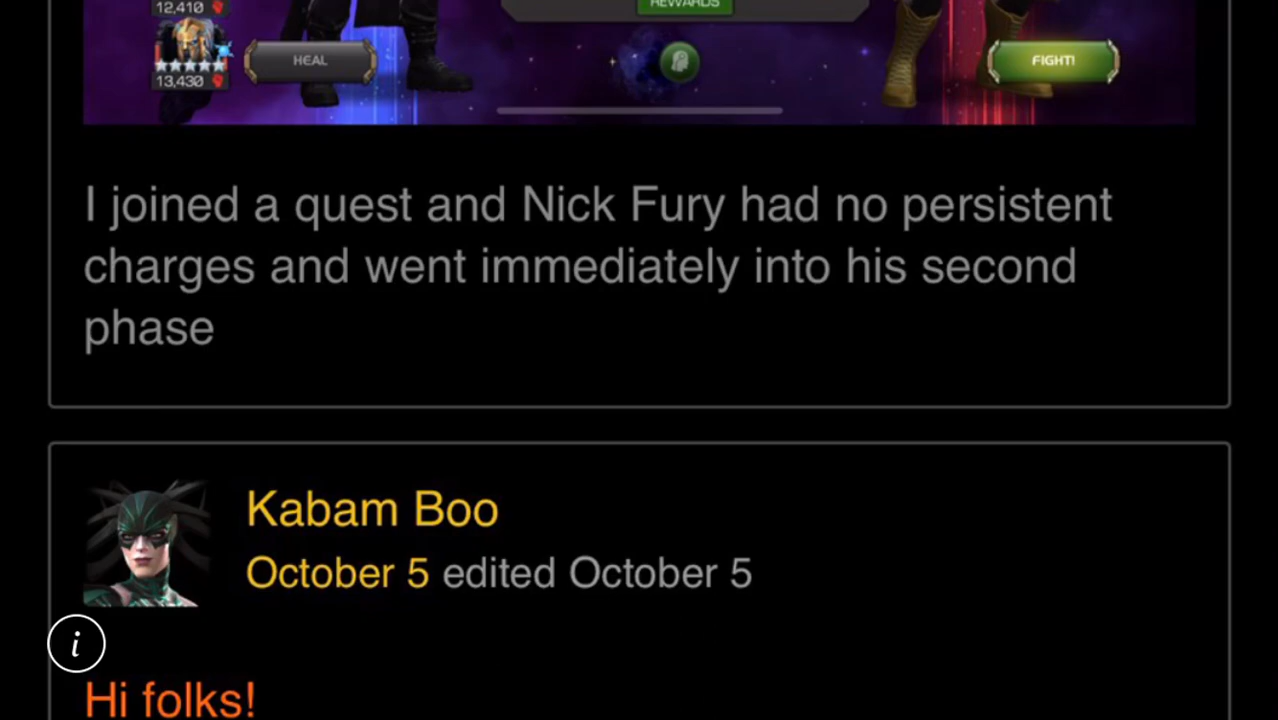 12,410
REWARDS
HEAL
FIGHT!
13,430
I joined a quest and Nick Fury had no persistent
charges and went immediately into his second
phase
Kabam Boo
October 5 edited October 5
i
Hi folks!